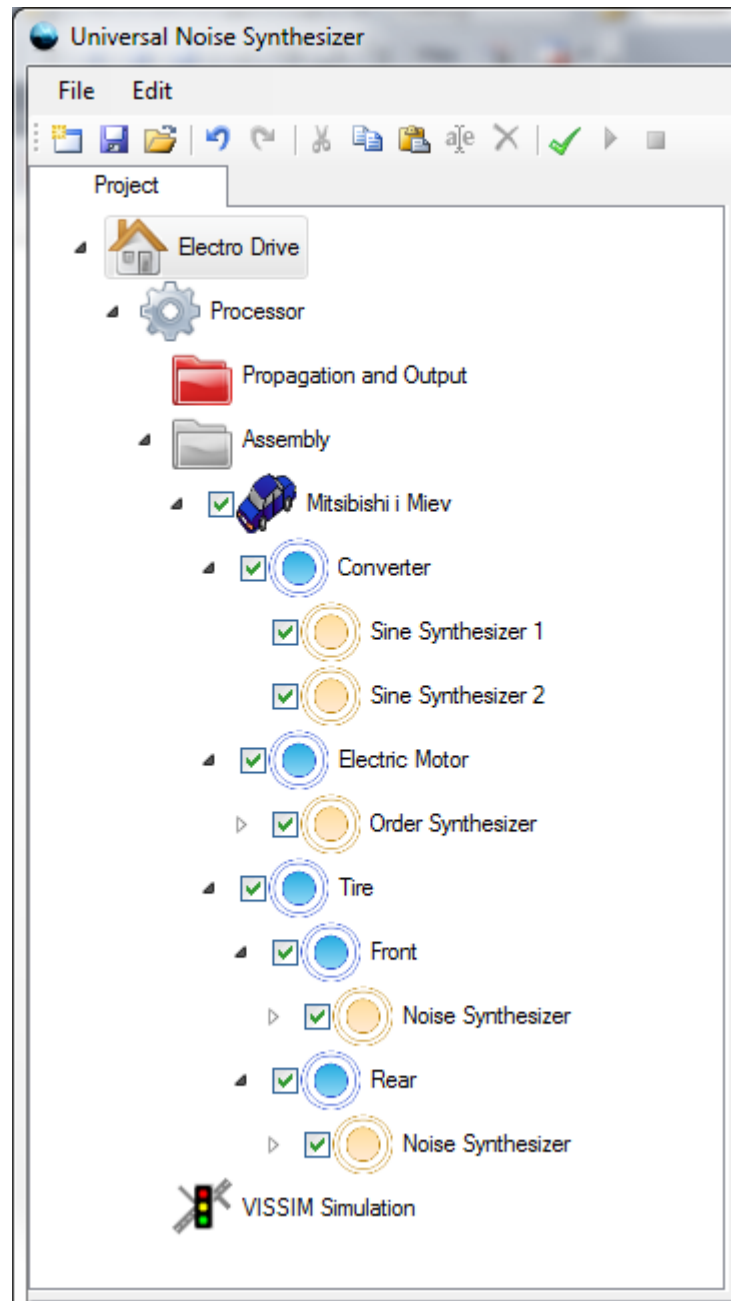 Universal Noise Synthesizer
File Edit
Project
Electro Drive
Processor
Propagation and Output
Assembly
Mitsibishi i Miev
Converter
Sine Synthesizer 1
Sine Synthesizer 2
Electric Motor
Order Synthesizer
Tire
Front
Noise Synthesizer
Rear
Noise Synthesizer
VISSIM Simulation